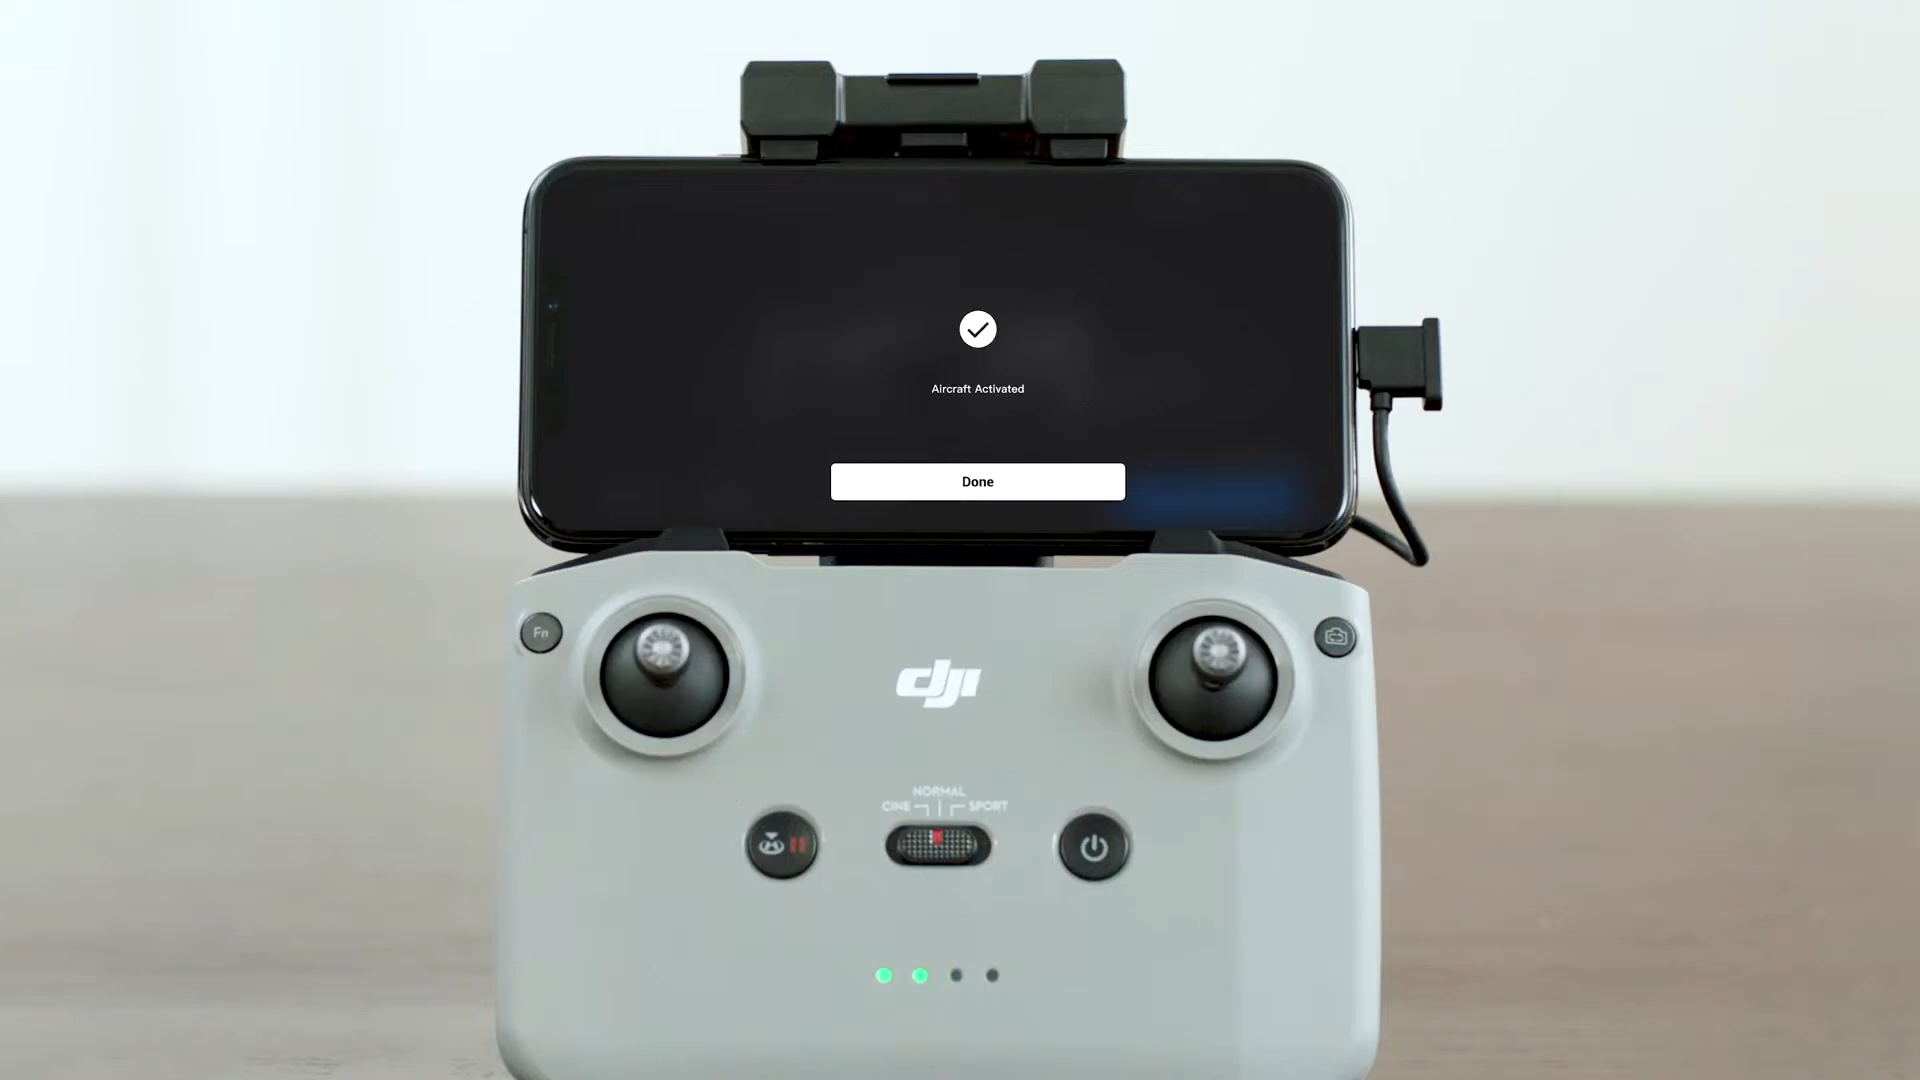 Aircraft Activated
Done
Fn
dji
NORMAL
CINE SPORT